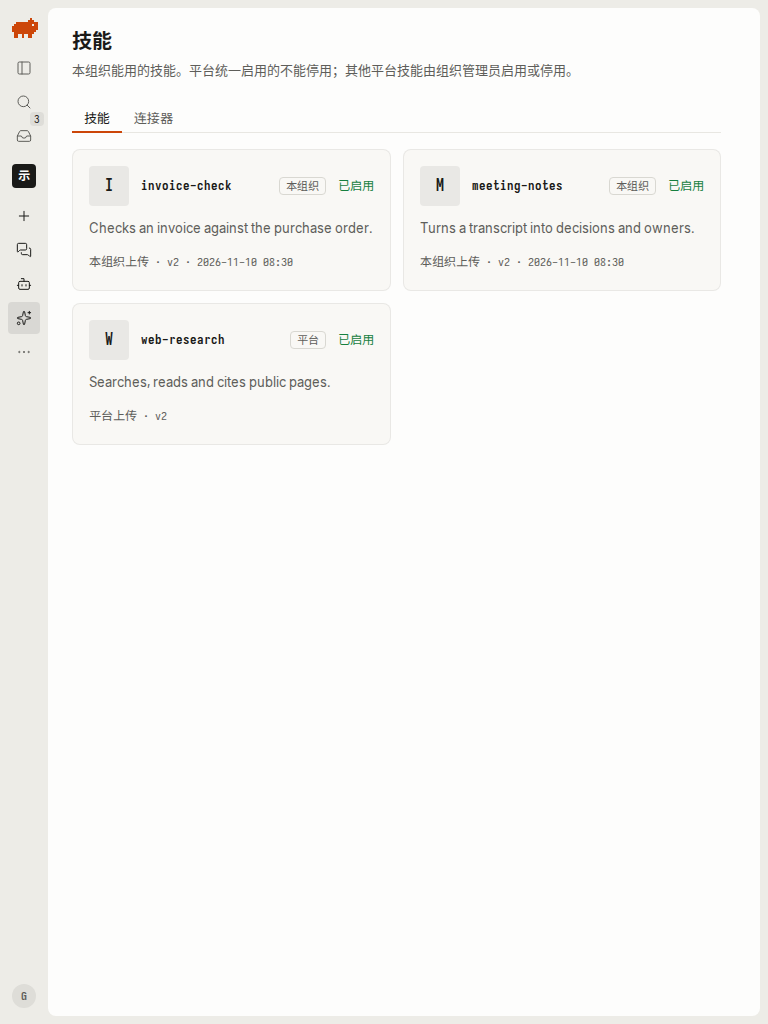 技能
本组织能用的技能。平台统一启用的不能停用；其他平台技能由组织管理员启用或停用。
3
示
技能 连接器
I invoice-check 本组织 已启用
Checks an invoice against the purchase order.
本组织上传 · v2 · 2026-11-10 08:30
M meeting-notes 本组织 已启用
Turns a transcript into decisions and owners.
本组织上传 · v2 · 2026-11-10 08:30
W web-research 平台 已启用
Searches, reads and cites public pages.
平台上传 · v2
G